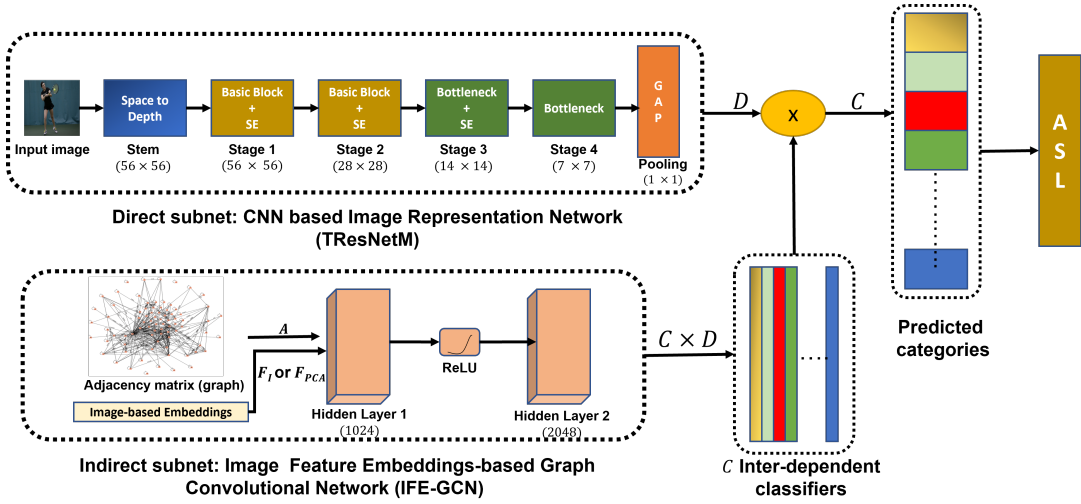 Input image
Space to
Depth
Stem
(56 × 56)
Basic Block
+
SE
Stage 1
(56 × 56)
Basic Block
+
SE
Stage 2
(28 × 28)
Bottleneck
+
SE
Stage 3
(14 × 14)
Bottleneck
Stage 4
(7 × 7)
G
A
P
Pooling
(1 × 1)
Direct subnet: CNN based Image Representation Network
(TResNetM)
D
X
C
Predicted
categories
A
S
L
Adjacency matrix (graph)
Image-based Embeddings
A
F_I or F_PCA
Hidden Layer 1
(1024)
ReLU
Hidden Layer 2
(2048)
Indirect subnet: Image Feature Embeddings-based Graph
Convolutional Network (IFE-GCN)
C × D
C Inter-dependent
classifiers